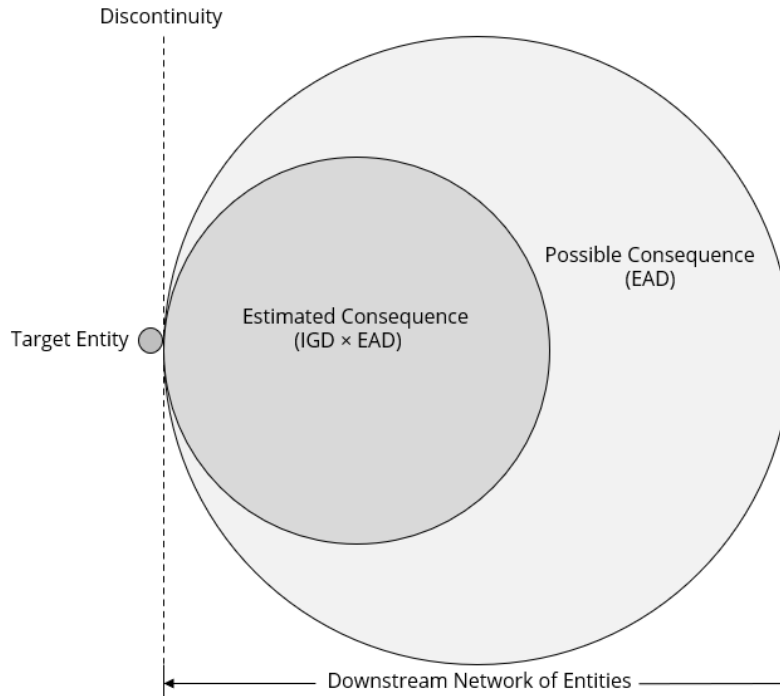 Discontinuity
Possible Consequence
(EAD)
Estimated Consequence
(IGD × EAD)
Target Entity
Downstream Network of Entities